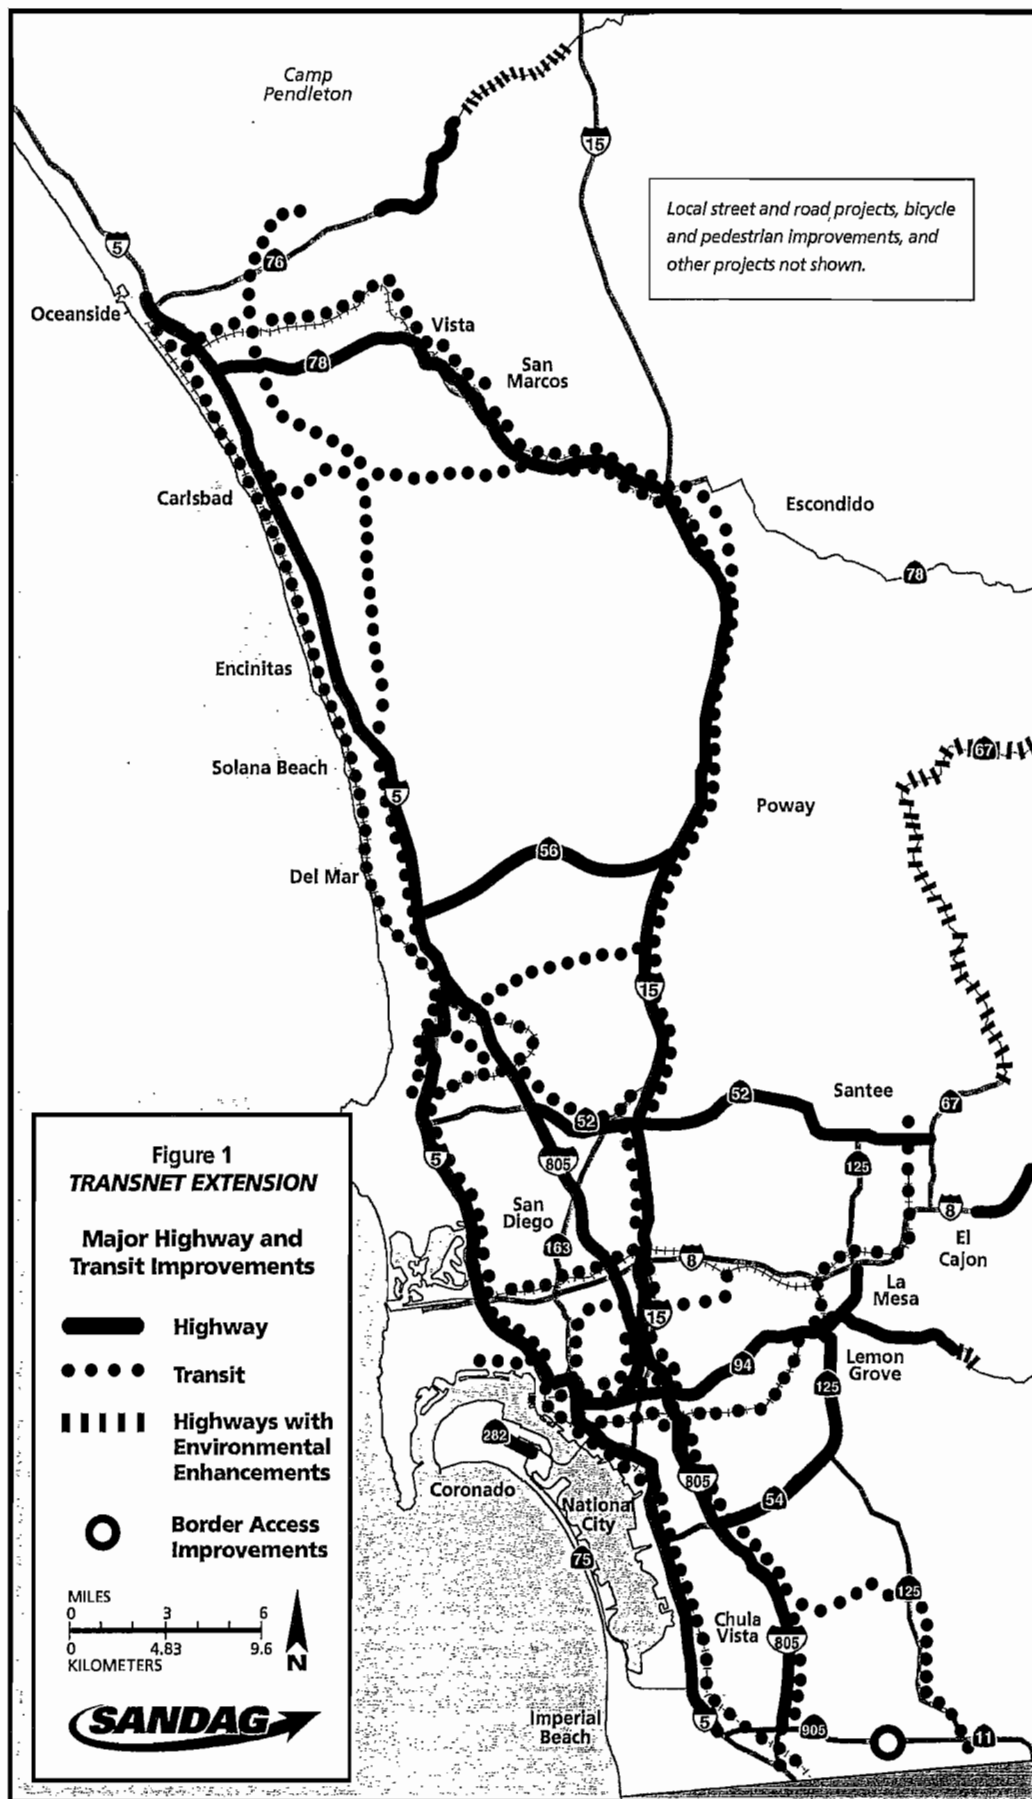 Camp
Pendleton
15
Local street and road projects, bicycle
and pedestrian improvements, and
other projects not shown.
5
76
Oceanside
Vista
78
San
Marcos
Carlsbad
Escondido
78
Encinitas
67
Solana Beach
5
Poway
56
Del Mar
15
52
Santee
67
52
5
805
125
San
Diego
8
163
El
Cajon
8
La
Mesa
15
94
Lemon
Grove
125
282
805
Coronado
54
National
City
75
125
Chula
Vista
805
Imperial
Beach
5
905
11
Figure 1
TRANSNET EXTENSION
Major Highway and
Transit Improvements
Highway
Transit
Highways with
Environmental
Enhancements
Border Access
Improvements
MILES
0 3 6
0 4.83 9.6
KILOMETERS
N
SANDAG